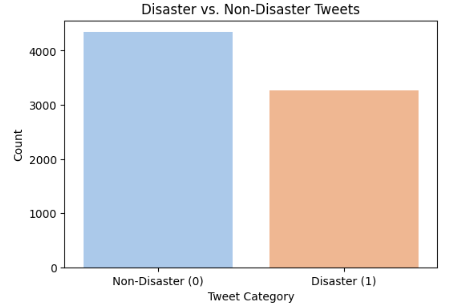 Disaster vs. Non-Disaster Tweets
4000
3000
2000
1000
0
Count
Non-Disaster (0)
Disaster (1)
Tweet Category